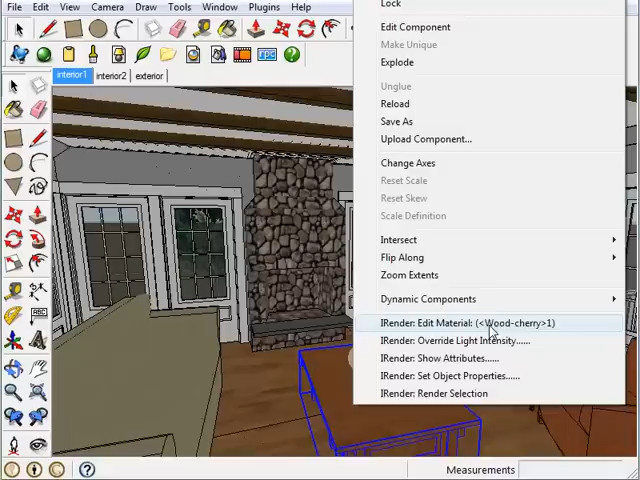 File Edit View Camera Draw Tools Window Plugins Help
Lock
Edit Component
Make Unique
Explode
Unglue
Reload
Save As
Upload Component...
Change Axes
Reset Scale
Reset Skew
Scale Definition
Intersect
Flip Along
Zoom Extents
Dynamic Components
IRender: Edit Material: (<Wood-cherry>1)
IRender: Override Light Intensity......
IRender: Show Attributes......
IRender: Set Object Properties......
IRender: Render Selection
rpc
interior1 interior2 exterior
ABC
Measurements